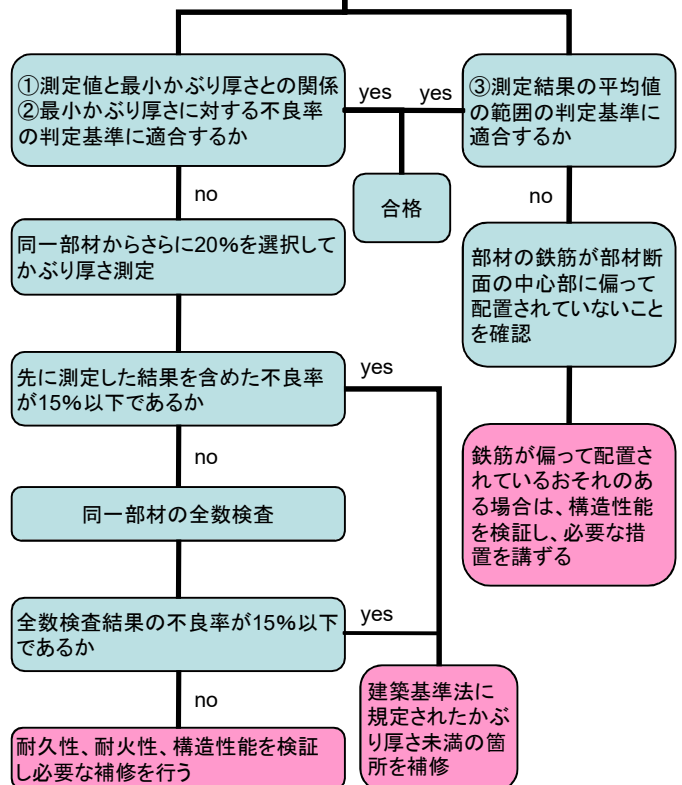 ①測定値と最小かぶり厚さとの関係
②最小かぶり厚さに対する不良率
の判定基準に適合するか
yes
yes
③測定結果の平均値
の範囲の判定基準に
適合するか
no
合格
no
同一部材からさらに20%を選択して
かぶり厚さ測定
部材の鉄筋が部材断
面の中心部に偏って
配置されていないこと
を確認
先に測定した結果を含めた不良率
が15%以下であるか
yes
no
鉄筋が偏って配置さ
れているおそれのあ
る場合は、構造性能
を検証し、必要な措
置を講ずる
同一部材の全数検査
全数検査結果の不良率が15%以下
であるか
yes
no
建築基準法に
規定されたかぶ
り厚さ未満の箇
所を補修
耐久性、耐火性、構造性能を検証
し必要な補修を行う